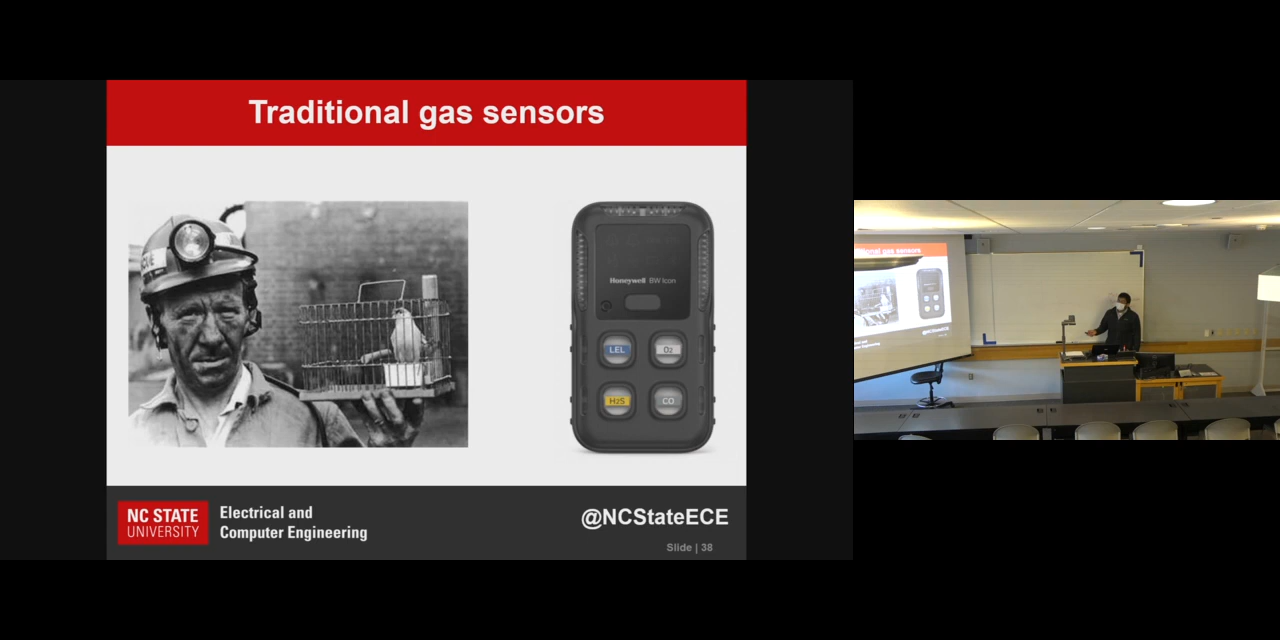 Traditional gas sensors
Honeywell BW Icon
LEL
O2
H2S
CO
NC STATE
UNIVERSITY
Electrical and
Computer Engineering
@NCStateECE
Slide | 38